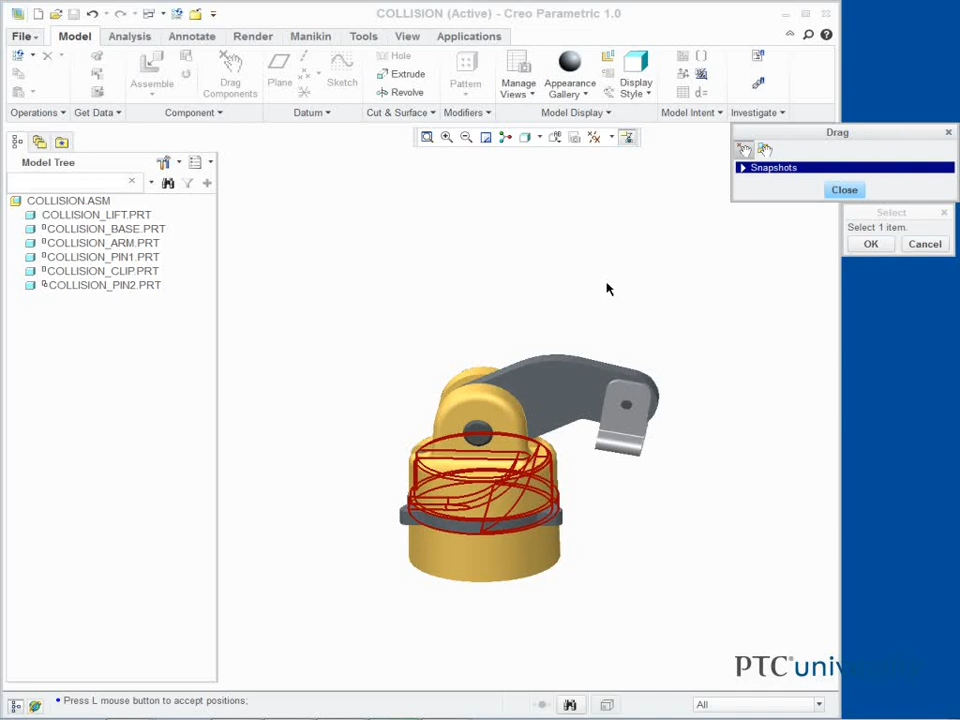 COLLISION (Active) - Creo Parametric 1.0
File Model Analysis Annotate Render Manikin Tools View Applications
Assemble
Drag Components
Plane
Sketch
Hole
Extrude
Revolve
Pattern
Manage Views
Appearance Gallery
Display Style
d=
Operations Get Data Component Datum Cut & Surface Modifiers Model Display Model Intent Investigate
Model Tree
COLLISION.ASM
COLLISION_LIFT.PRT
COLLISION_BASE.PRT
COLLISION_ARM.PRT
COLLISION_PIN1.PRT
COLLISION_CLIP.PRT
COLLISION_PIN2.PRT
Drag
Snapshots
Close
Select
Select 1 item.
OK Cancel
PTC
Press L mouse button to accept positions;
All